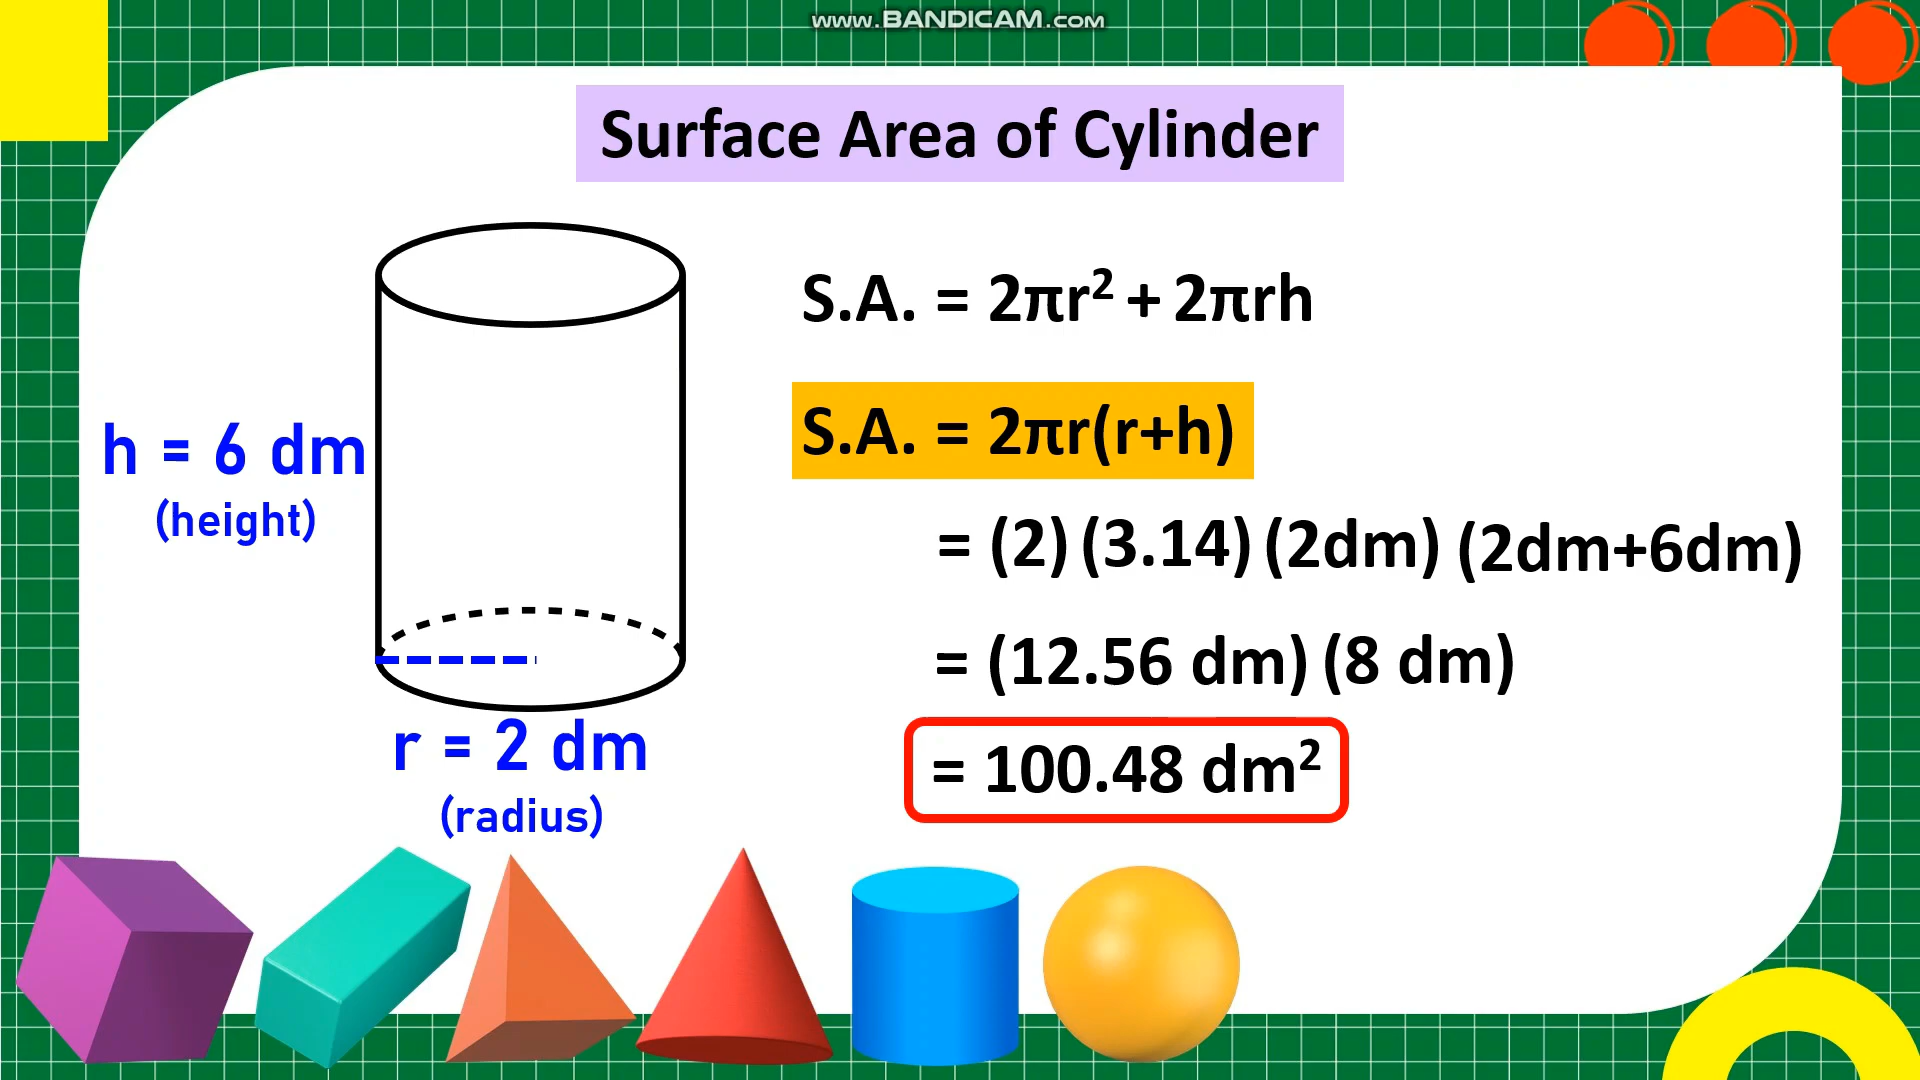 www.BANDICAM.com
Surface Area of Cylinder
S.A. = 2πr² + 2πrh
S.A. = 2πr(r+h)
h = 6 dm
(height)
= (2) (3.14) (2dm) (2dm+6dm)
= (12.56 dm) (8 dm)
= 100.48 dm²
r = 2 dm
(radius)